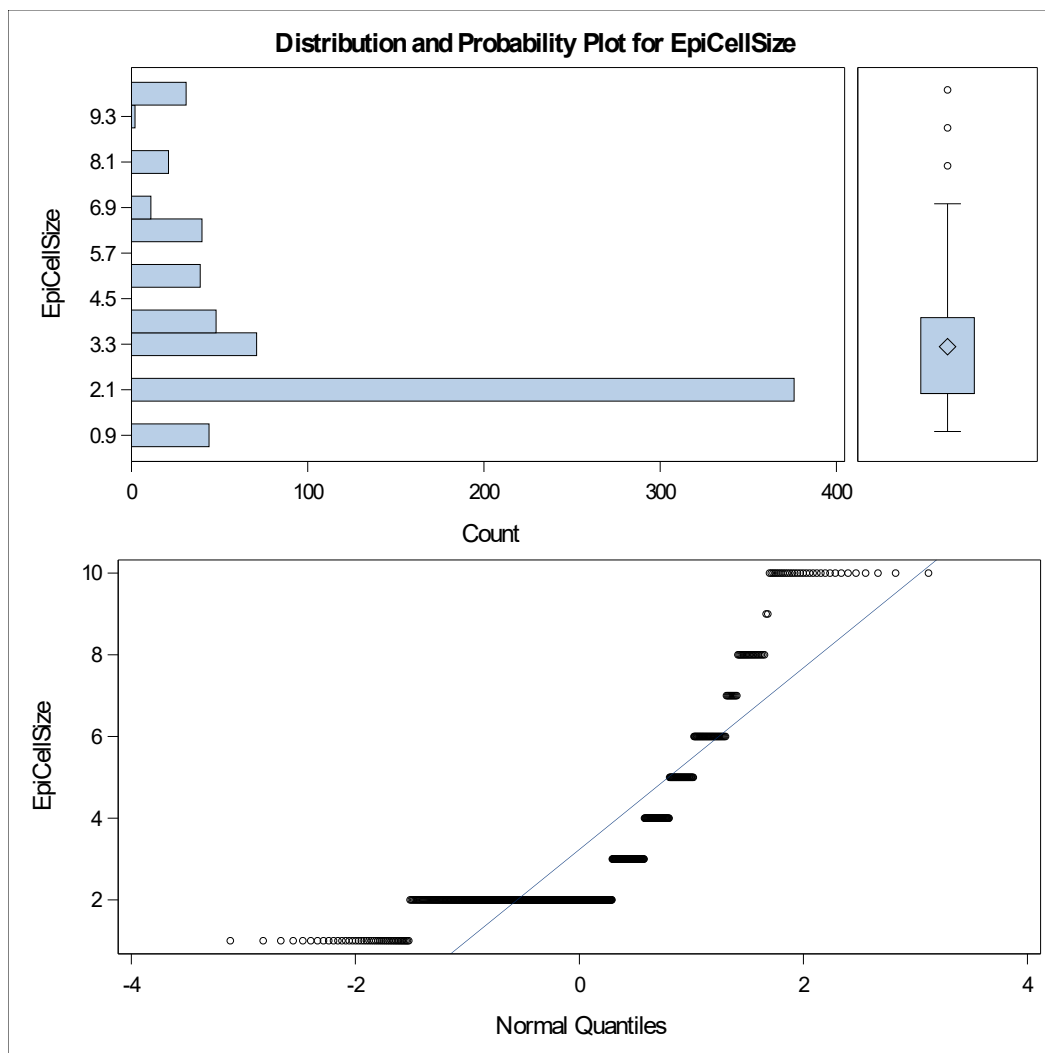 Distribution and Probability Plot for EpiCellSize
EpiCellSize
9.3
8.1
6.9
5.7
4.5
3.3
2.1
0.9
0 100 200 300 400
Count
EpiCellSize
10
8
6
4
2
-4 -2 0 2 4
Normal Quantiles